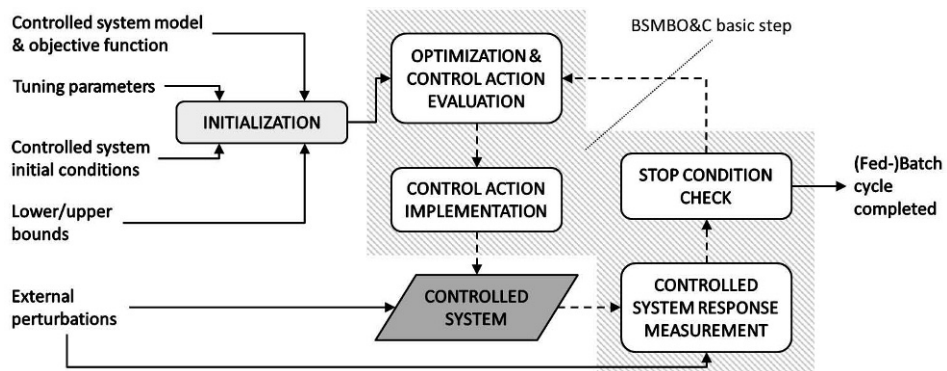 Controlled system model
& objective function
Tuning parameters
Controlled system
initial conditions
Lower/upper
bounds
External
perturbations
INITIALIZATION
OPTIMIZATION &
CONTROL ACTION
EVALUATION
CONTROL ACTION
IMPLEMENTATION
CONTROLLED
SYSTEM
BSMBO&C basic step
STOP CONDITION
CHECK
CONTROLLED
SYSTEM RESPONSE
MEASUREMENT
(Fed-)Batch
cycle
completed